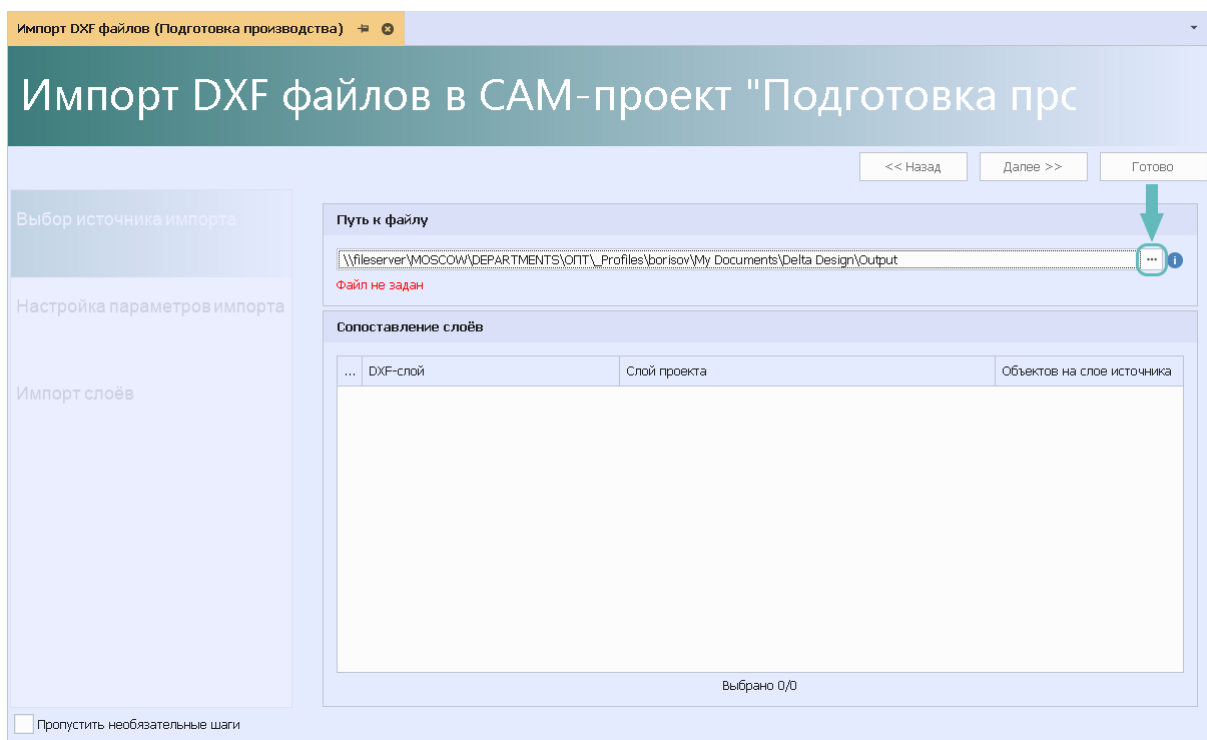 Импорт DXF файлов (Подготовка производства)
Импорт DXF файлов в CAM-проект "Подготовка прс
<< Назад
Далее >>
Готово
Выбор источника импорта
Настройка параметров импорта
Импорт слоёв
Путь к файлу
\\fileserver\MOSCOW\DEPARTMENTS\ОПТ\_Profiles\borisov\My Documents\Delta Design\Output
...
Файл не задан
Сопоставление слоёв
... DXF-слой Слой проекта Объектов на слое источника
Выбрано 0/0
Пропустить необязательные шаги